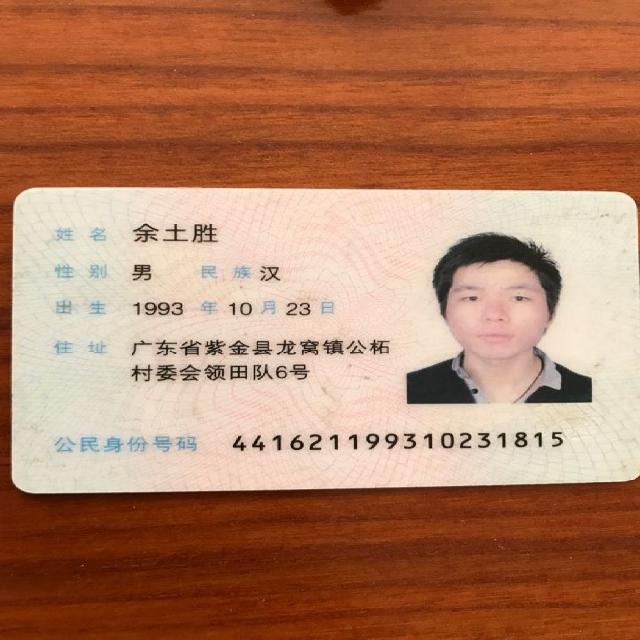 姓名 余土胜
性别 男 民族 汉
出生 1993 年 10 月 23 日
住址 广东省紫金县龙窝镇公柘
村委会领田队6号
公民身份号码 441621199310231815